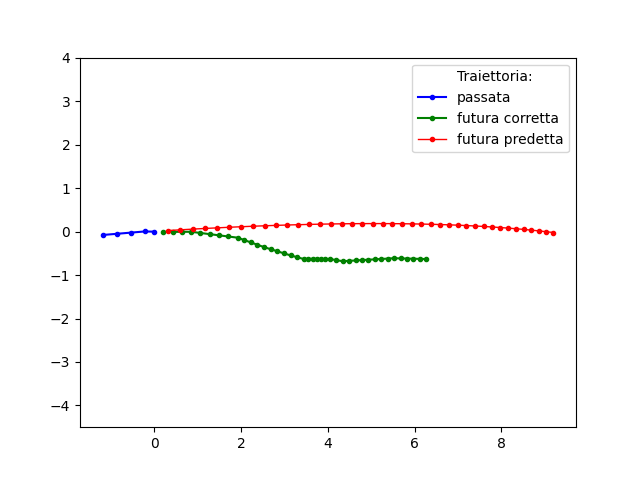 Traiettoria:
passata
futura corretta
futura predetta
4
3
2
1
0
−1
−2
−3
−4
0 2 4 6 8